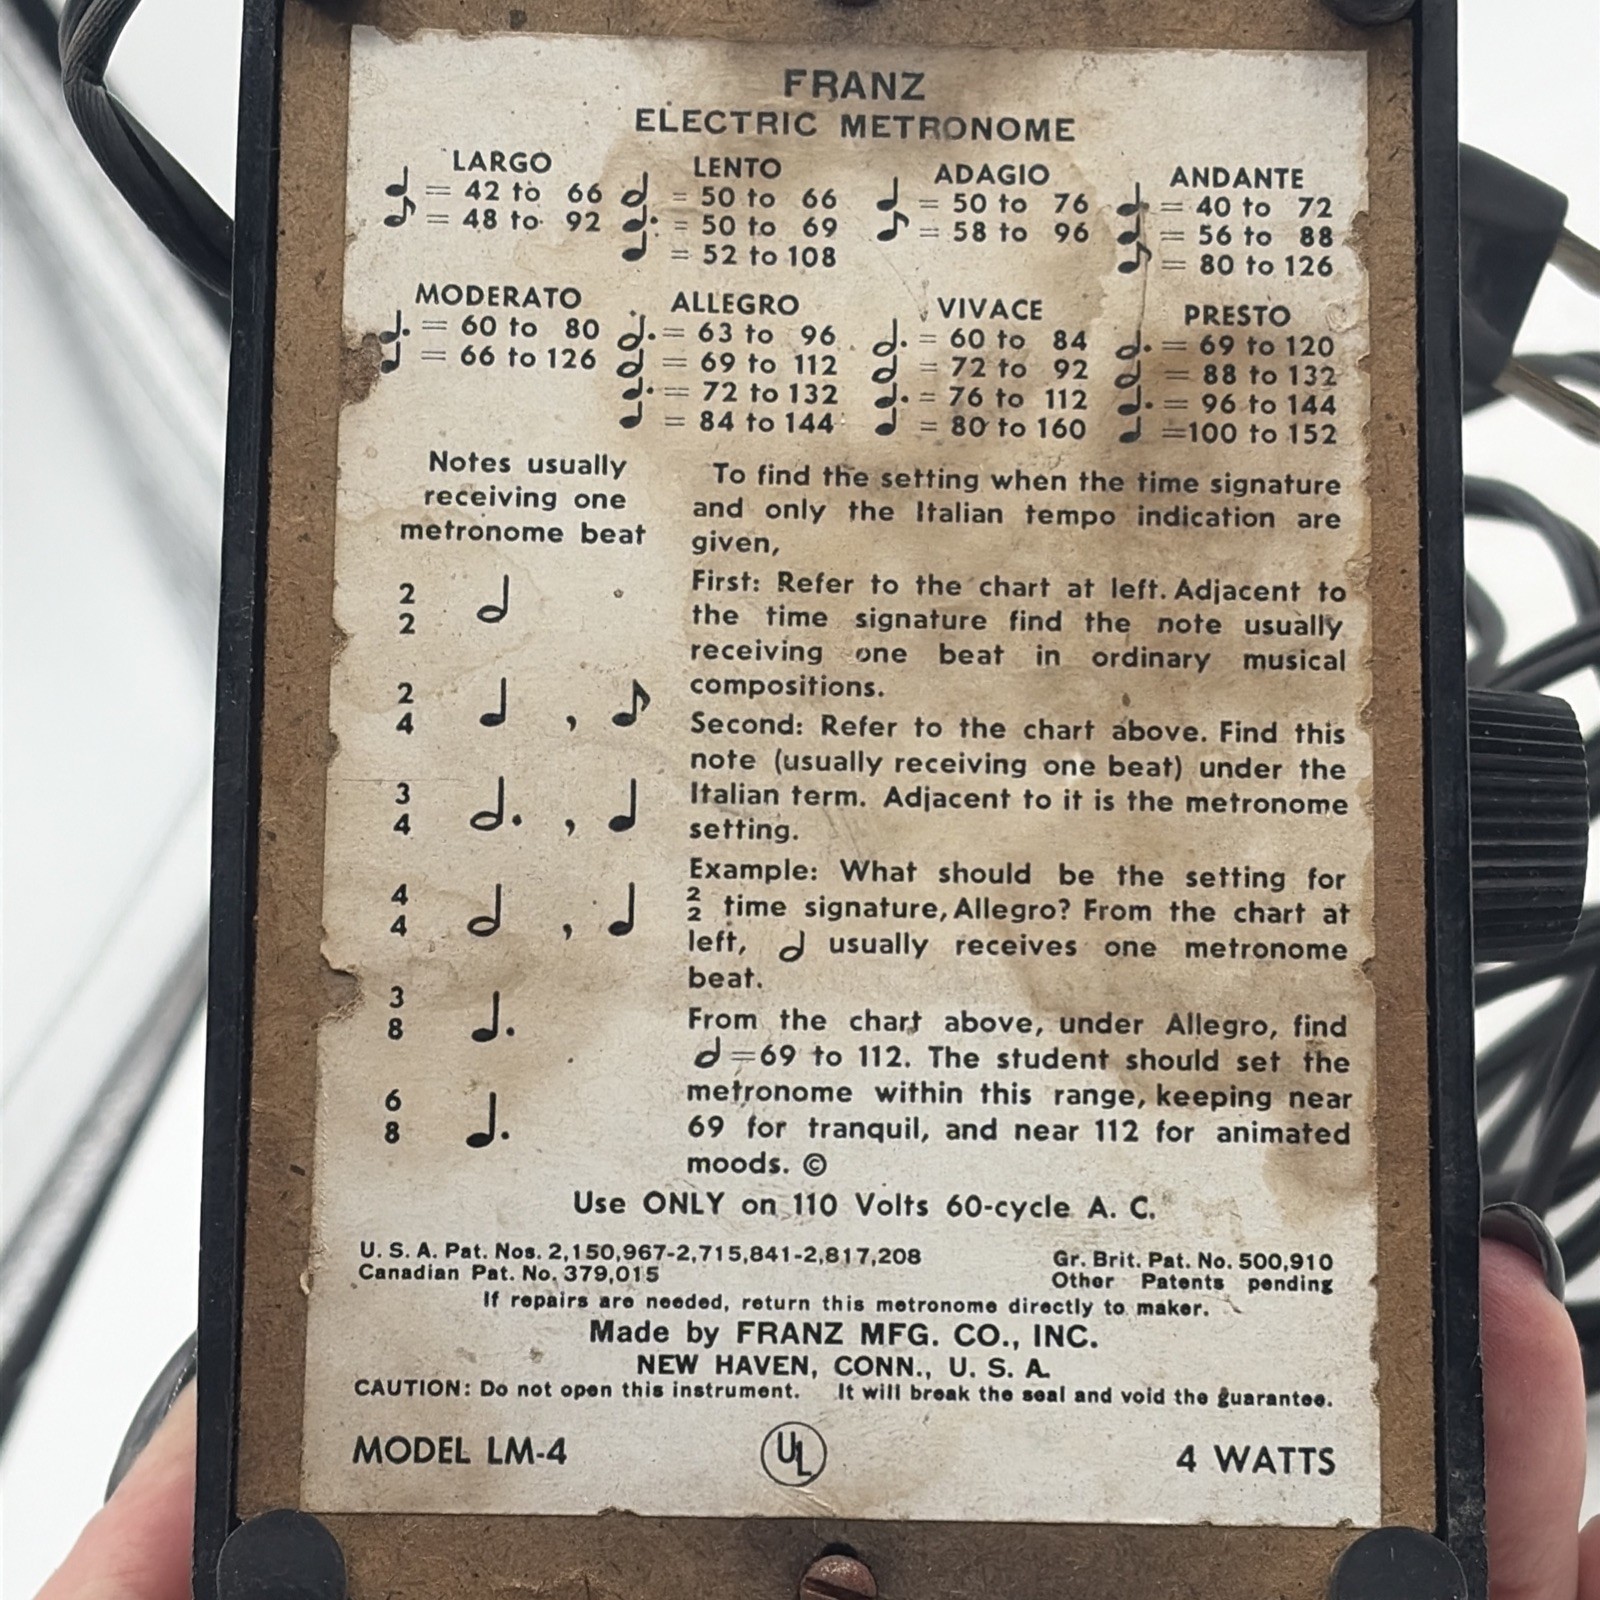 FRANZ
ELECTRIC METRONOME
LARGO
♩ = 42 to 66
♪ = 48 to 92
LENTO
𝅗𝅥 = 50 to 66
♩. = 50 to 69
♩ = 52 to 108
ADAGIO
♩ = 50 to 76
♪ = 58 to 96
ANDANTE
♩. = 40 to 72
♩ = 56 to 88
♪ = 80 to 126
MODERATO
♩. = 60 to 80
♩ = 66 to 126
ALLEGRO
𝅗𝅥. = 63 to 96
𝅗𝅥 = 69 to 112
♩. = 72 to 132
♩ = 84 to 144
VIVACE
𝅗𝅥. = 60 to 84
𝅗𝅥 = 72 to 92
♩. = 76 to 112
♩ = 80 to 160
PRESTO
𝅗𝅥. = 69 to 120
𝅗𝅥 = 88 to 132
♩. = 96 to 144
♩ =100 to 152
Notes usually
receiving one
metronome beat
2
2 𝅗𝅥
2
4 ♩ , ♪
3
4 𝅗𝅥. , ♩
4
4 𝅗𝅥 , ♩
3
8 ♩.
6
8 ♩.
To find the setting when the time signature
and only the Italian tempo indication are
given,
First: Refer to the chart at left. Adjacent to
the time signature find the note usually
receiving one beat in ordinary musical
compositions.
Second: Refer to the chart above. Find this
note (usually receiving one beat) under the
Italian term. Adjacent to it is the metronome
setting.
Example: What should be the setting for
2/2 time signature, Allegro? From the chart at
left, 𝅗𝅥 usually receives one metronome
beat.
From the chart above, under Allegro, find
𝅗𝅥 =69 to 112. The student should set the
metronome within this range, keeping near
69 for tranquil, and near 112 for animated
moods. ©
Use ONLY on 110 Volts 60-cycle A. C.
U. S. A. Pat. Nos. 2,150,967-2,715,841-2,817,208
Canadian Pat. No. 379,015
Gr. Brit. Pat. No. 500,910
Other Patents pending
If repairs are needed, return this metronome directly to maker.
Made by FRANZ MFG. CO., INC.
NEW HAVEN, CONN., U. S. A.
CAUTION: Do not open this instrument. It will break the seal and void the guarantee.
MODEL LM-4
UL
4 WATTS